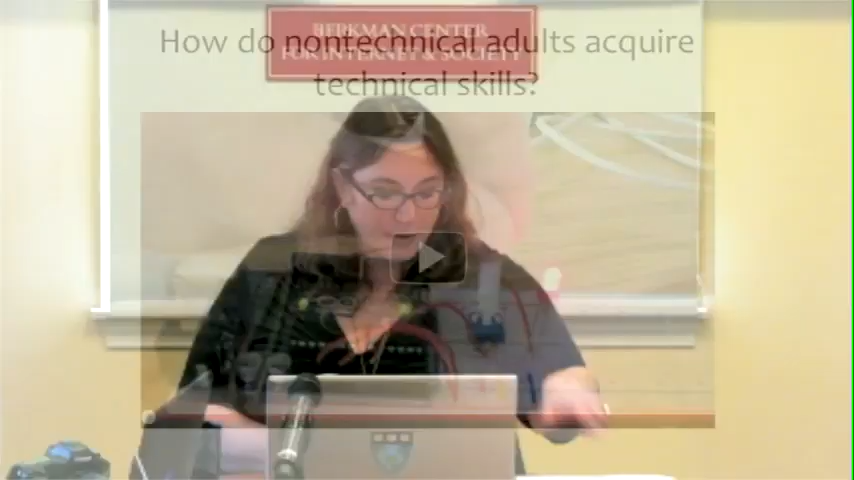 BERKMAN CENTER
FOR INTERNET & SOCIETY
How do nontechnical adults acquire
technical skills?